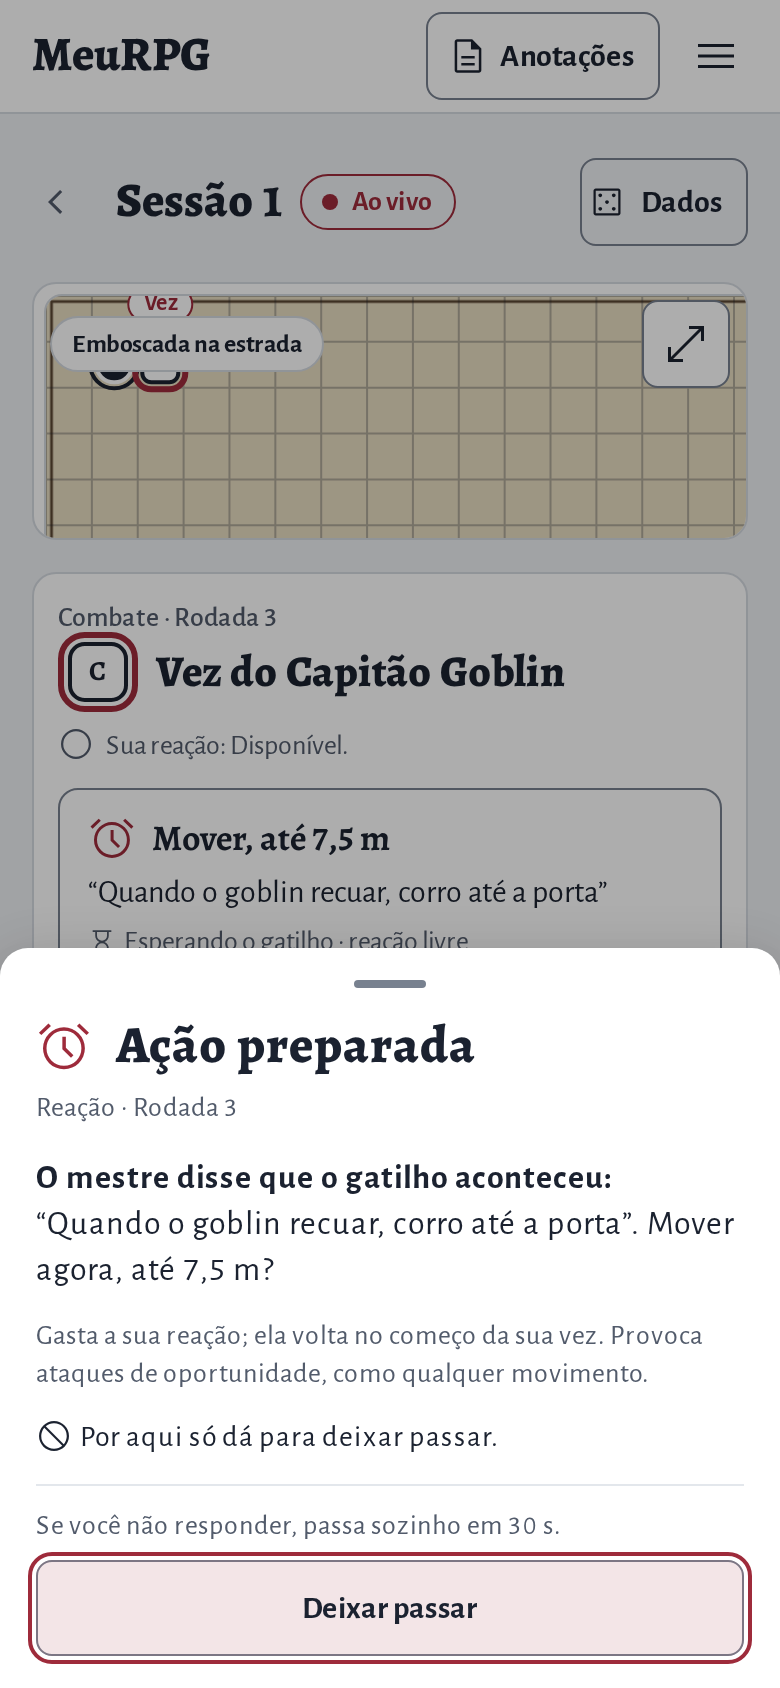 MeuRPG
Anotações
Sessão 1
Ao vivo
Dados
Vez
Emboscada na estrada
Combate · Rodada 3
C
Vez do Capitão Goblin
Sua reação: Disponível.
Mover, até 7,5 m
“Quando o goblin recuar, corro até a porta”
Esperando o gatilho · reação livre
Ação preparada
Reação · Rodada 3
O mestre disse que o gatilho aconteceu:
“Quando o goblin recuar, corro até a porta”. Mover
agora, até 7,5 m?
Gasta a sua reação; ela volta no começo da sua vez. Provoca
ataques de oportunidade, como qualquer movimento.
Por aqui só dá para deixar passar.
Se você não responder, passa sozinho em 30 s.
Deixar passar